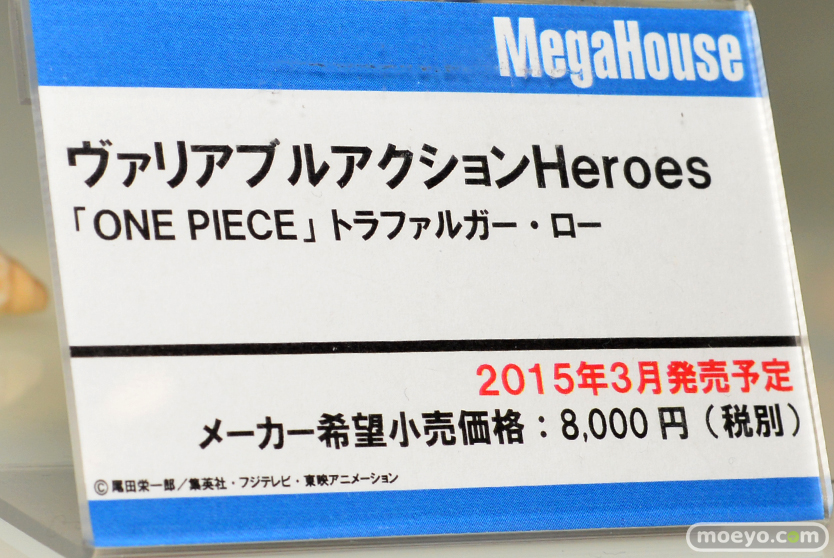 MegaHouse
ヴァリアブルアクションHeroes
「ONE PIECE」トラファルガー・ロー
2015年3月発売予定
メーカー希望小売価格：8,000円（税別）
©尾田栄一郎／集英社・フジテレビ・東映アニメーション
moeyo.com